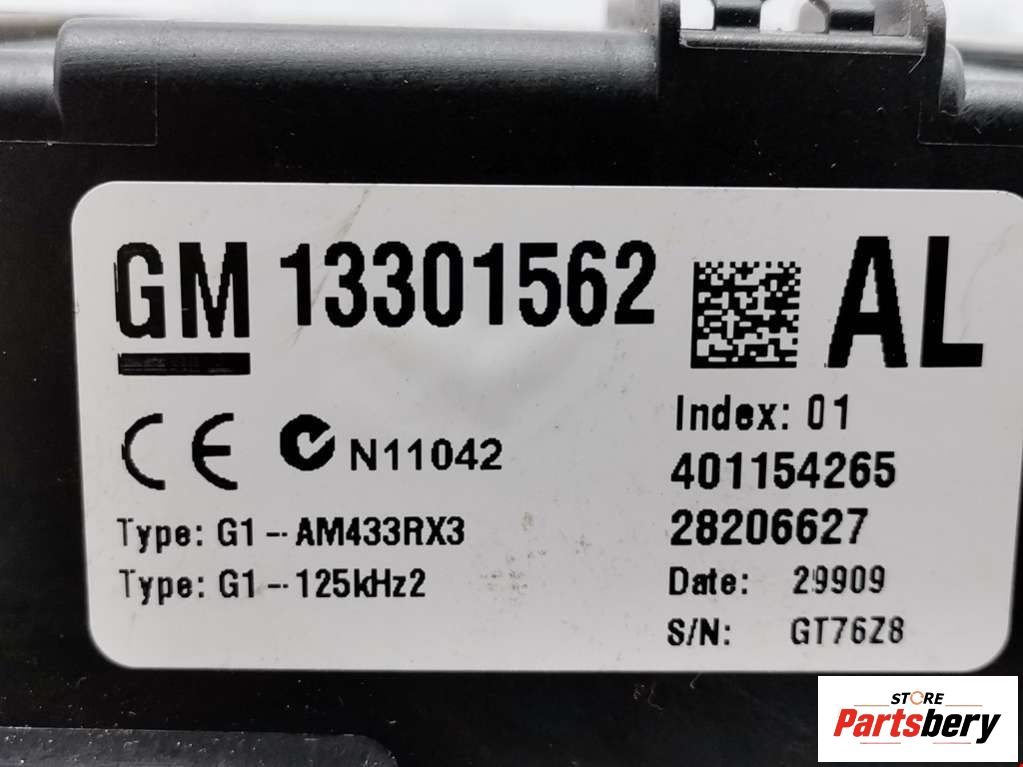 GM 13301562 AL
Index: 01
N11042
401154265
28206627
Type: G1--AM433RX3
Type: G1--125kHz2
Date: 29909
S/N: GT76Z8
STORE
Partsbery